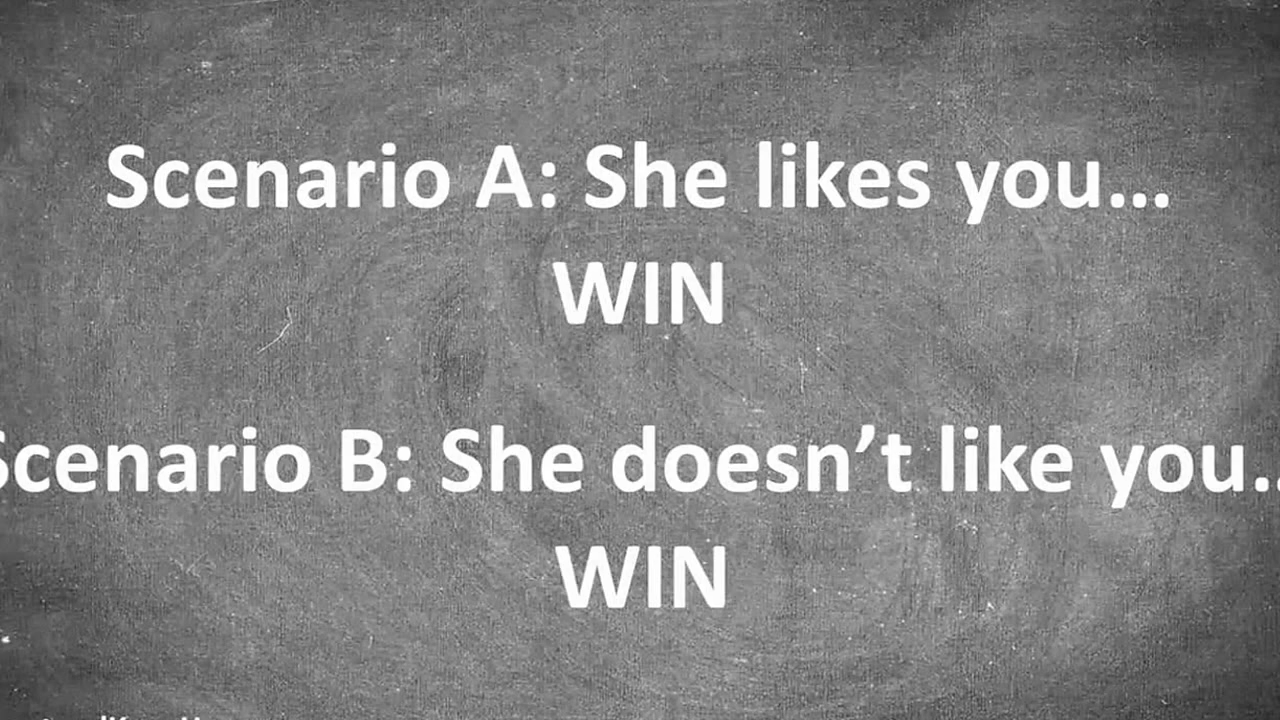 Scenario A: She likes you...
WIN
Scenario B: She doesn’t like you..
WIN